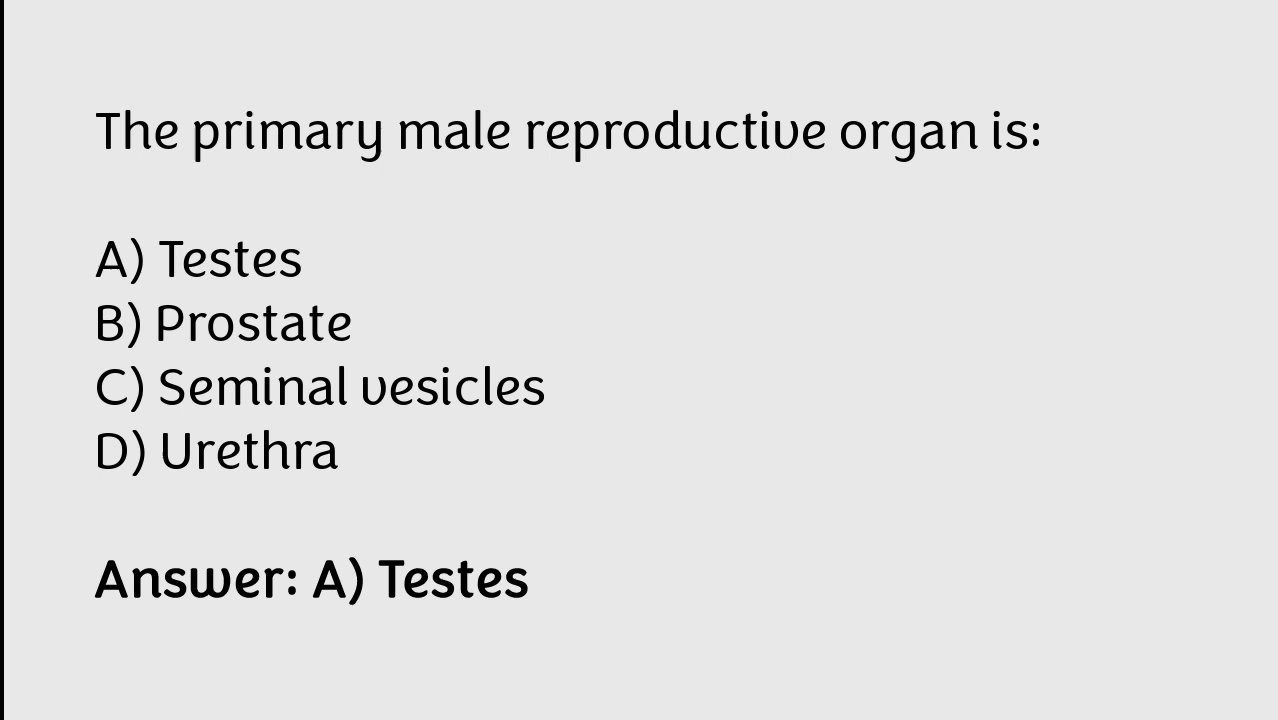 The primary male reproductive organ is:
A) Testes
B) Prostate
C) Seminal vesicles
D) Urethra
Answer: A) Testes